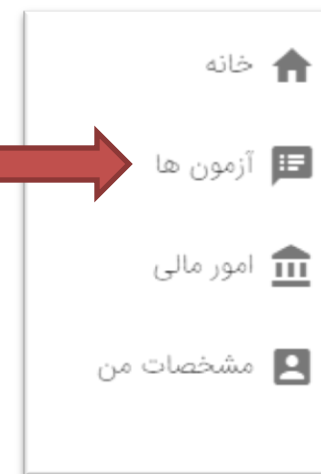 خانه
آزمون ها
امور مالی
مشخصات من